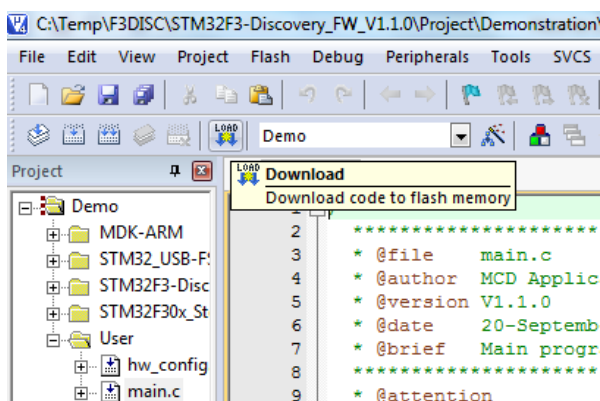 C:\Temp\F3DISC\STM32F3-Discovery_FW_V1.1.0\Project\Demonstration\
File Edit View Project Flash Debug Peripherals Tools SVCS
LOAD Demo
Project
LOAD Download
Download code to flash memory
Demo
MDK-ARM
STM32_USB-FS
STM32F3-Disc
STM32F30x_St
User
hw_config
main.c
1
2 **********************
3 * @file main.c
4 * @author MCD Applic
5 * @version V1.1.0
6 * @date 20-Septemb
7 * @brief Main progr
8 **********************
9 * @attention